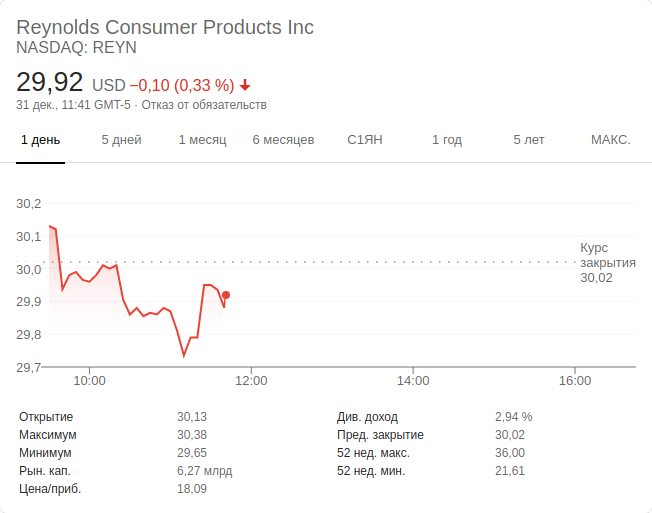 Reynolds Consumer Products Inc
NASDAQ: REYN
29,92 USD −0,10 (0,33 %)
31 дек., 11:41 GMT-5 · Отказ от обязательств
1 день 5 дней 1 месяц 6 месяцев С1ЯН 1 год 5 лет МАКС.
30,2
30,1
30,0
29,9
29,8
29,7
Курс
закрытия
30,02
10:00 12:00 14:00 16:00
Открытие 30,13 Див. доход 2,94 %
Максимум 30,38 Пред. закрытие 30,02
Минимум 29,65 52 нед. макс. 36,00
Рын. кап. 6,27 млрд 52 нед. мин. 21,61
Цена/приб. 18,09